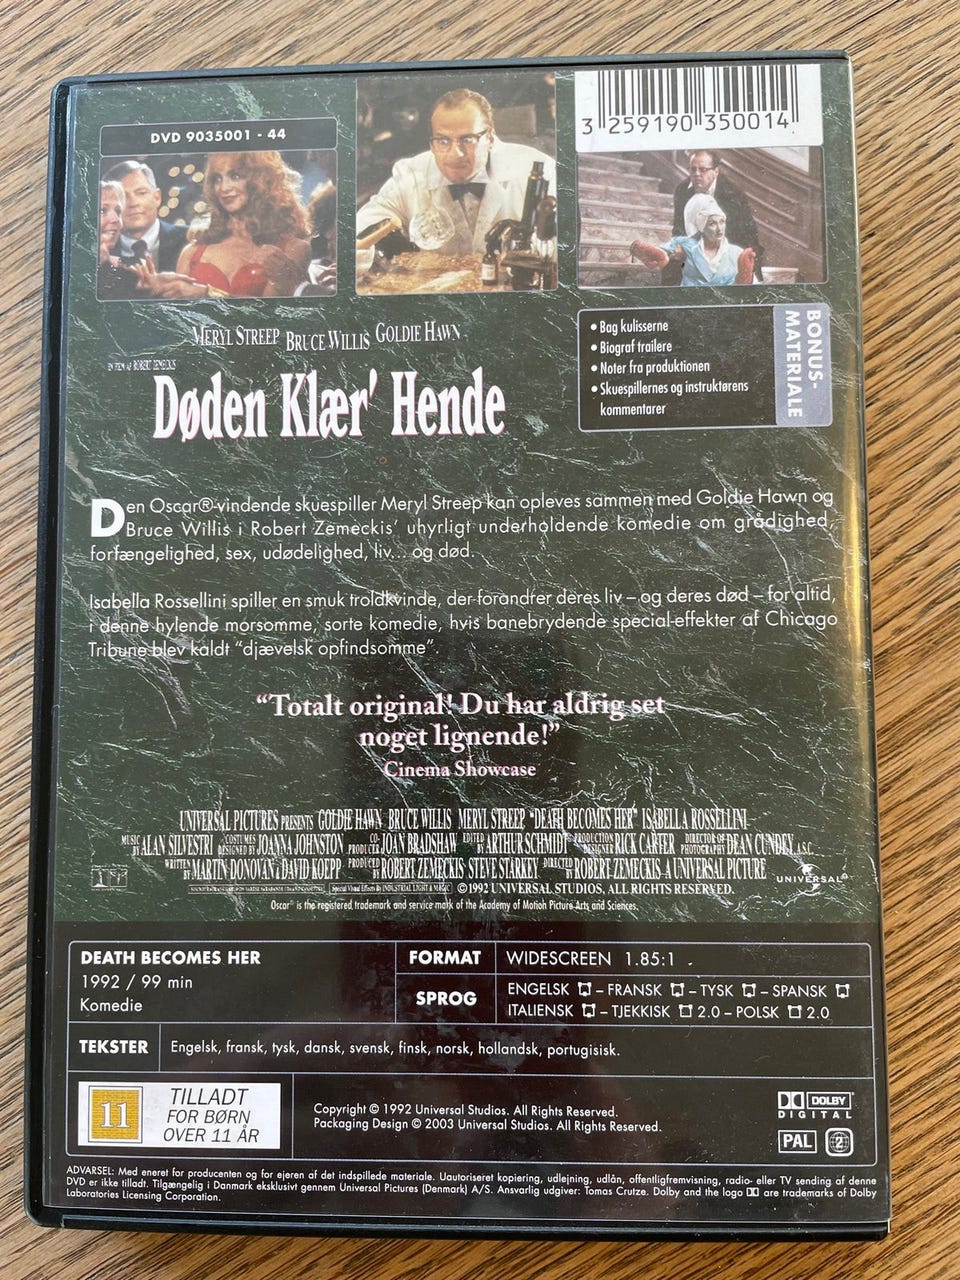 DVD 9035001 - 44
3 259190 350014
MERYL STREEP BRUCE WILLIS GOLDIE HAWN
EN FILM AF ROBERT ZEMECKIS
Døden Klær' Hende
• Bag kulisserne
• Biograf trailere
• Noter fra produktionen
• Skuespillernes og instruktørens
kommentarer
BONUS-
MATERIALE
Den Oscar® vindende skuespiller Meryl Streep kan opleves sammen med Goldie Hawn og
Bruce Willis i Robert Zemeckis' uhyrligt underholdende komedie om grådighed,
forfængelighed, sex, udødelighed, liv... og død.
Isabella Rossellini spiller en smuk troldkvinde, der forandrer deres liv – og deres død – for altid,
i denne hylende morsomme, sorte komedie, hvis banebrydende special-effekter af Chicago
Tribune blev kaldt “djævelsk opfindsomme”.
“Totalt original! Du har aldrig set
noget lignende!”
Cinema Showcase
UNIVERSAL PICTURES PRESENTS GOLDIE HAWN BRUCE WILLIS MERYL STREEP "DEATH BECOMES HER" ISABELLA ROSSELLINI
MUSIC BY ALAN SILVESTRI COSTUMES DESIGNED BY JOANNA JOHNSTON CO-PRODUCER JOAN BRADSHAW EDITED BY ARTHUR SCHMIDT PRODUCTION DESIGNER RICK CARTER DIRECTOR OF PHOTOGRAPHY DEAN CUNDEY, A.S.C.
WRITTEN BY MARTIN DONOVAN & DAVID KOEPP PRODUCED BY ROBERT ZEMECKIS STEVE STARKEY DIRECTED BY ROBERT ZEMECKIS A UNIVERSAL PICTURE
Special Visual Effects By INDUSTRIAL LIGHT & MAGIC ©1992 UNIVERSAL STUDIOS, ALL RIGHTS RESERVED.
UNIVERSAL®
Oscar® is the registered trademark and service mark of the Academy of Motion Picture Arts and Sciences.
DEATH BECOMES HER
1992 / 99 min
Komedie
FORMAT WIDESCREEN 1.85:1
SPROG ENGELSK – FRANSK – TYSK – SPANSK
ITALIENSK – TJEKKISK 2.0 – POLSK 2.0
TEKSTER Engelsk, fransk, tysk, dansk, svensk, finsk, norsk, hollandsk, portugisisk.
11
TILLADT
FOR BØRN
OVER 11 ÅR
Copyright © 1992 Universal Studios. All Rights Reserved.
Packaging Design © 2003 Universal Studios. All Rights Reserved.
DOLBY
DIGITAL
PAL 2
ADVARSEL: Med eneret for producenten og for ejeren af det indspillede materiale. Uautoriseret kopiering, udlejning, udlån, offentligfremvisning, radio- eller TV sending af denne
DVD er ikke tilladt. Tilgængelig i Danmark eksklusivt gennem Universal Pictures (Denmark) A/S. Ansvarlig udgiver: Tomas Crutze. Dolby and the logo are trademarks of Dolby
Laboratories Licensing Corporation.